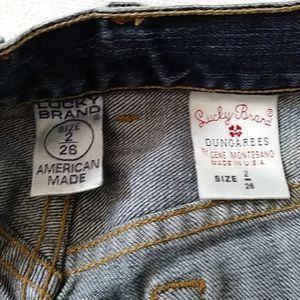 LUCKY
BRAND®
SIZE
2
26
AMERICAN
MADE
Lucky Brand
DUNGAREES
BY GENE MONTESANO
MADE IN U.S.A.
SIZE 2
26